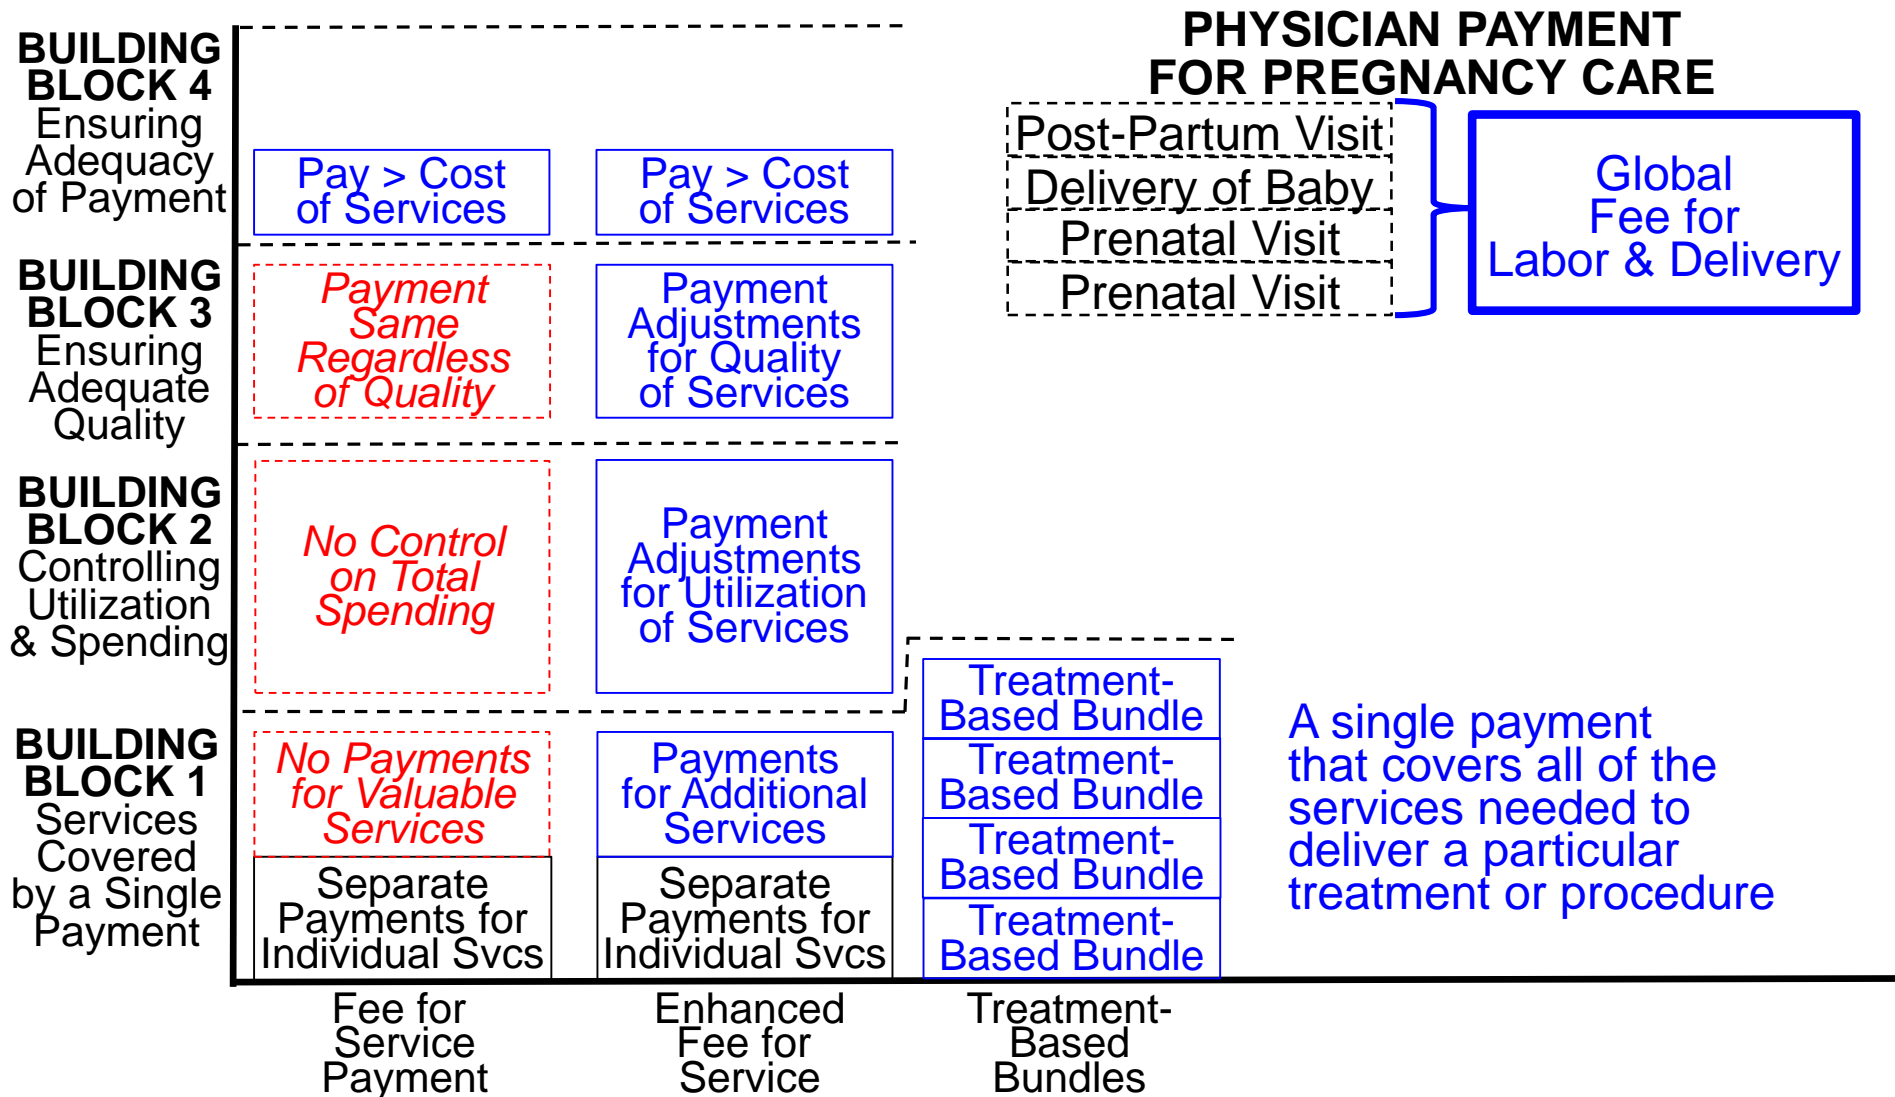 PHYSICIAN PAYMENT
FOR PREGNANCY CARE
BUILDING
BLOCK 4
Ensuring
Adequacy
of Payment
Pay > Cost
of Services
Pay > Cost
of Services
Post-Partum Visit
Delivery of Baby
Prenatal Visit
Prenatal Visit
Global
Fee for
Labor & Delivery
BUILDING
BLOCK 3
Ensuring
Adequate
Quality
Payment
Same
Regardless
of Quality
Payment
Adjustments
for Quality
of Services
BUILDING
BLOCK 2
Controlling
Utilization
& Spending
No Control
on Total
Spending
Payment
Adjustments
for Utilization
of Services
BUILDING
BLOCK 1
Services
Covered
by a Single
Payment
No Payments
for Valuable
Services
Separate
Payments for
Individual Svcs
Payments
for Additional
Services
Separate
Payments for
Individual Svcs
Treatment-
Based Bundle
Treatment-
Based Bundle
Treatment-
Based Bundle
Treatment-
Based Bundle
A single payment
that covers all of the
services needed to
deliver a particular
treatment or procedure
Fee for
Service
Payment
Enhanced
Fee for
Service
Treatment-
Based
Bundles